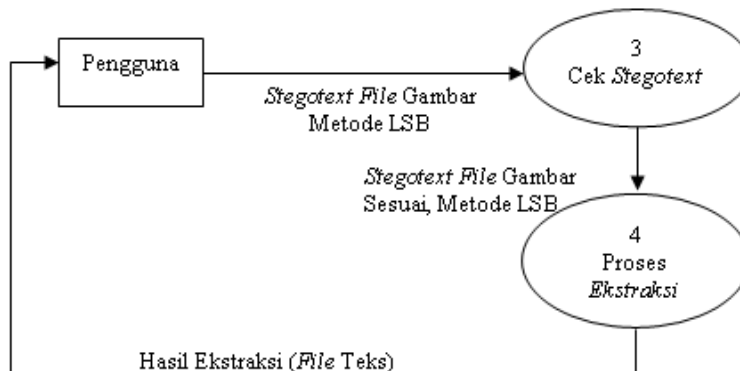 Pengguna
3
Cek Stegotext
Stegotext File Gambar
Metode LSB
Stegotext File Gambar
Sesuai, Metode LSB
4
Proses
Ekstraksi
Hasil Ekstraksi (File Teks)